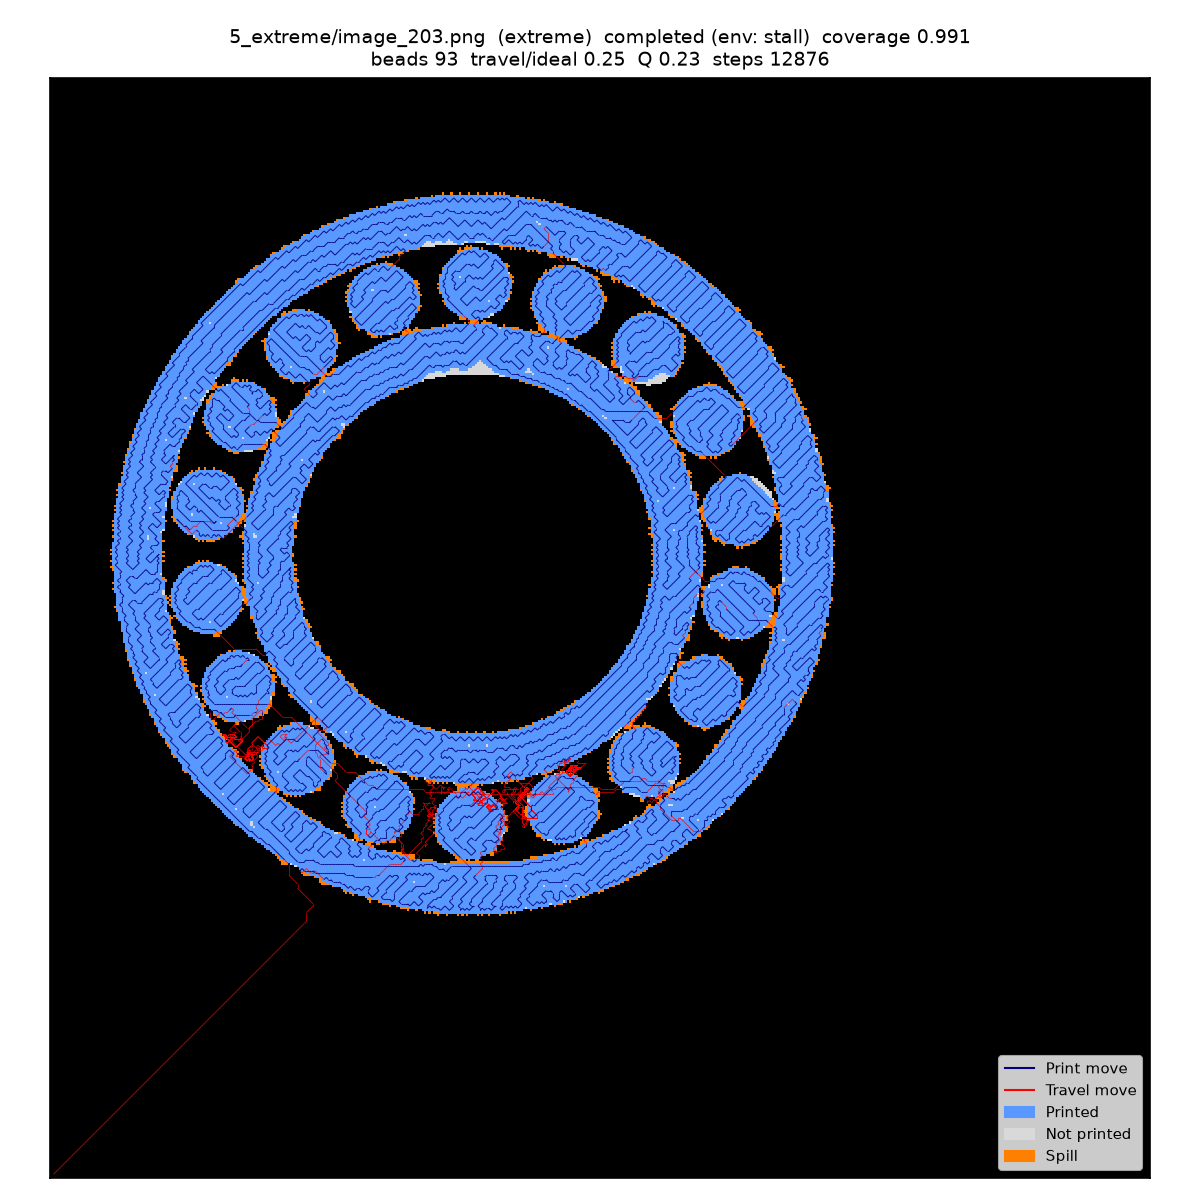 5_extreme/image_203.png  (extreme)  completed (env: stall)  coverage 0.991
beads 93  travel/ideal 0.25  Q 0.23  steps 12876
Print move
Travel move
Printed
Not printed
Spill